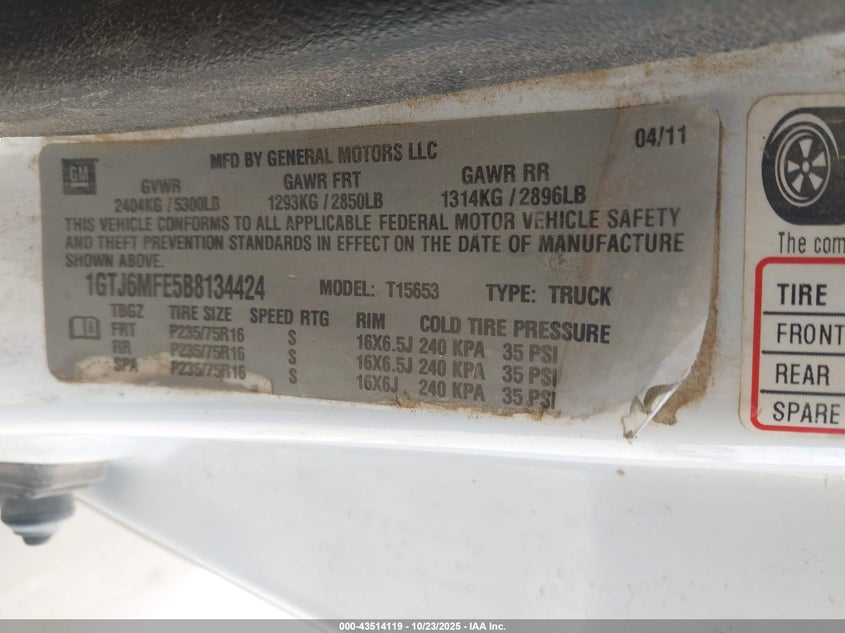 GM
MFD BY GENERAL MOTORS LLC
04/11
GVWR GAWR FRT GAWR RR
2404KG / 5300LB 1293KG / 2850LB 1314KG / 2896LB
THIS VEHICLE CONFORMS TO ALL APPLICABLE FEDERAL MOTOR VEHICLE SAFETY
AND THEFT PREVENTION STANDARDS IN EFFECT ON THE DATE OF MANUFACTURE
SHOWN ABOVE.
1GTJ6MFE5B8134424 MODEL: T15653 TYPE: TRUCK
TBGZ TIRE SIZE SPEED RTG RIM COLD TIRE PRESSURE
FRT P235/75R16 S 16X6.5J 240 KPA 35 PSI
RR P235/75R16 S 16X6.5J 240 KPA 35 PSI
SPA P235/75R16 S 16X6J 240 KPA 35 PSI
The com
TIRE
FRONT
REAR
SPARE
000-43514119 - 10/23/2025 - IAA Inc.